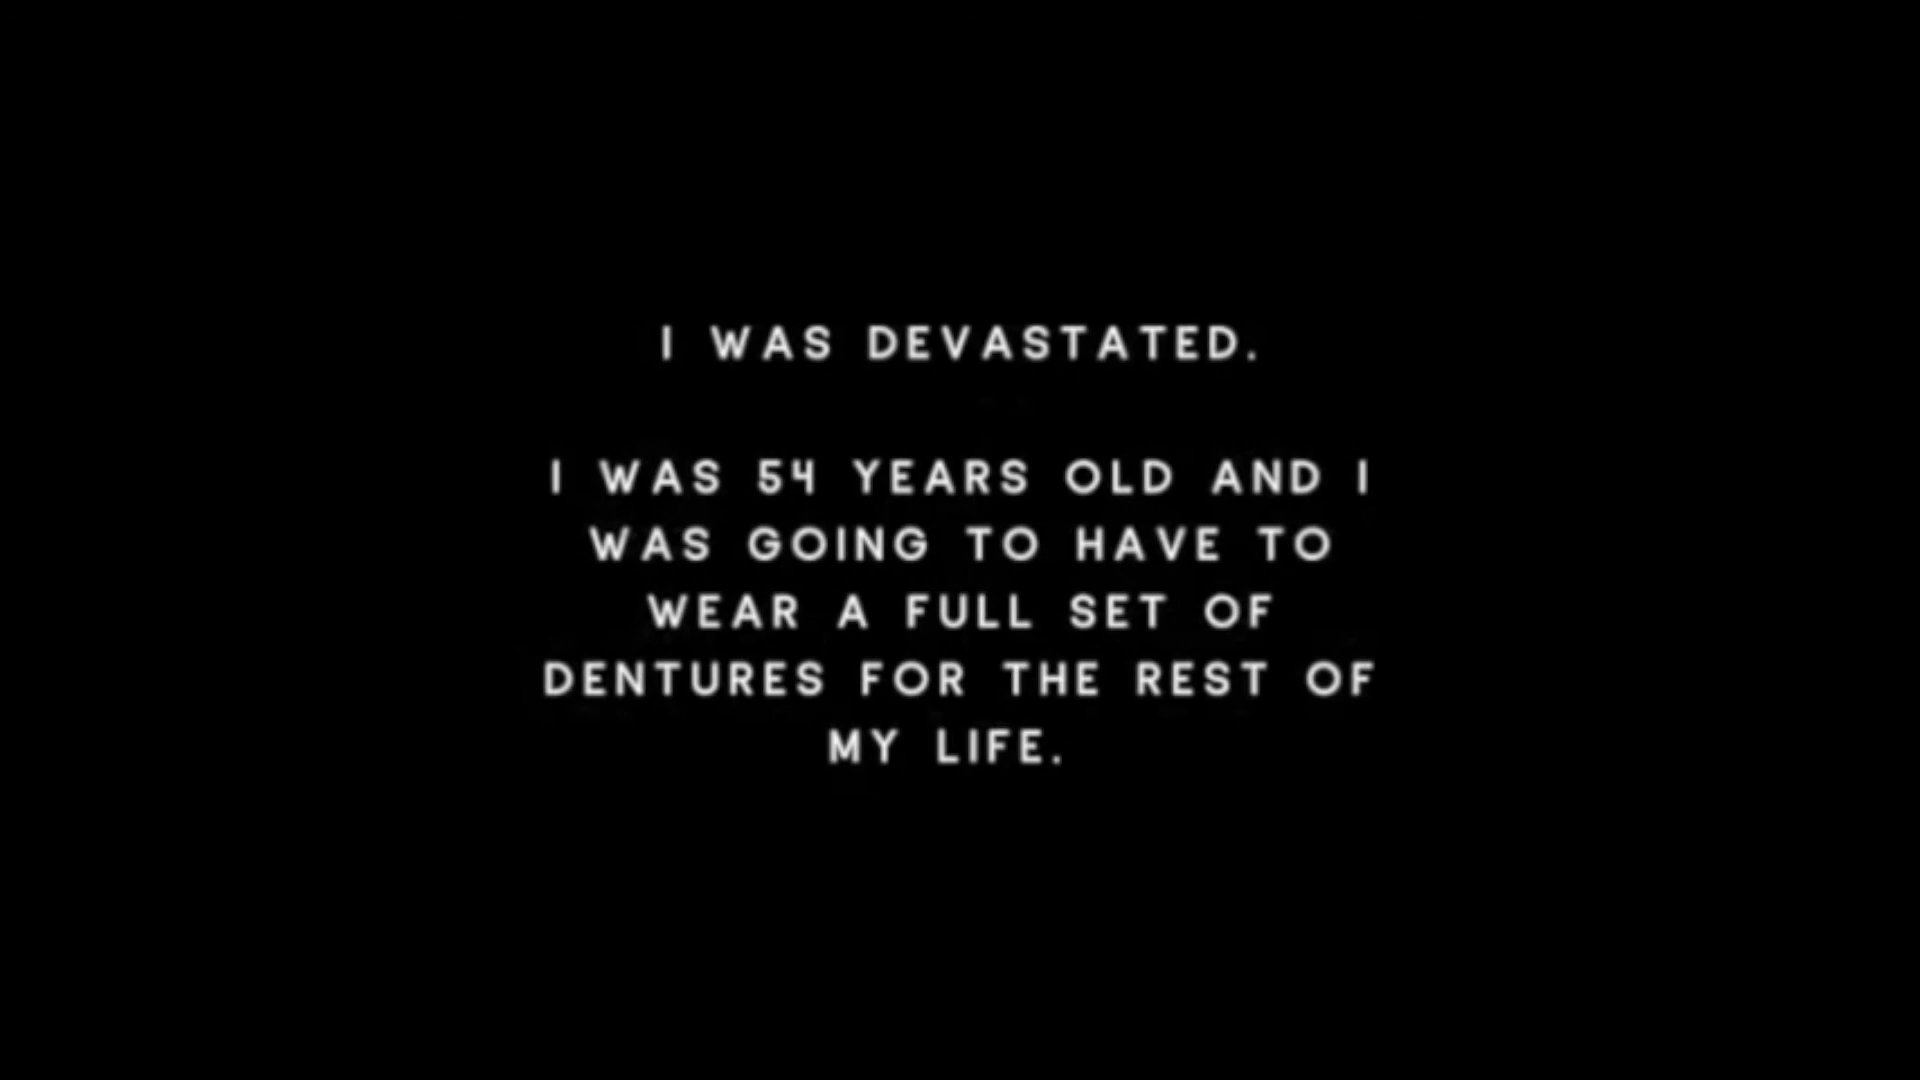 I WAS DEVASTATED.
I WAS 54 YEARS OLD AND I
WAS GOING TO HAVE TO
WEAR A FULL SET OF
DENTURES FOR THE REST OF
MY LIFE.